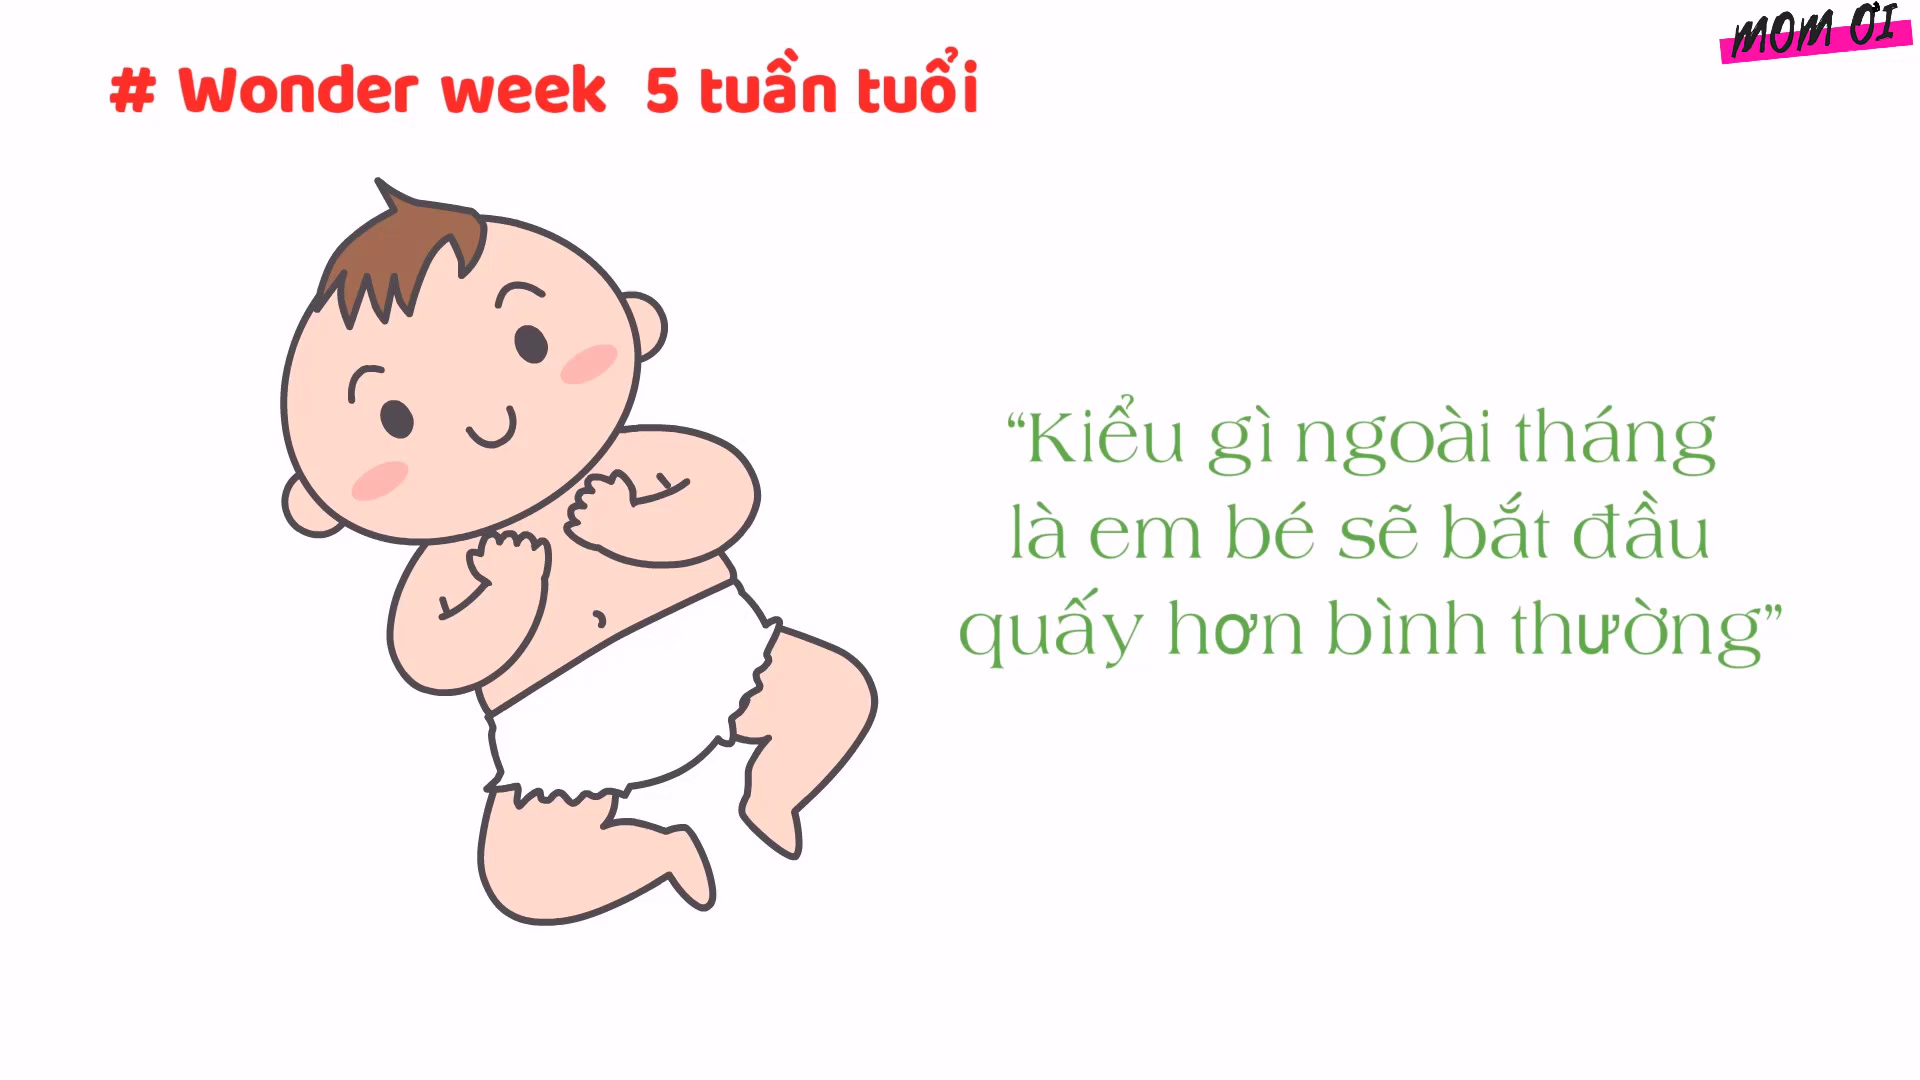 MOM ƠI
# Wonder week 5 tuần tuổi
“Kiểu gì ngoài tháng
là em bé sẽ bắt đầu
quấy hơn bình thường”